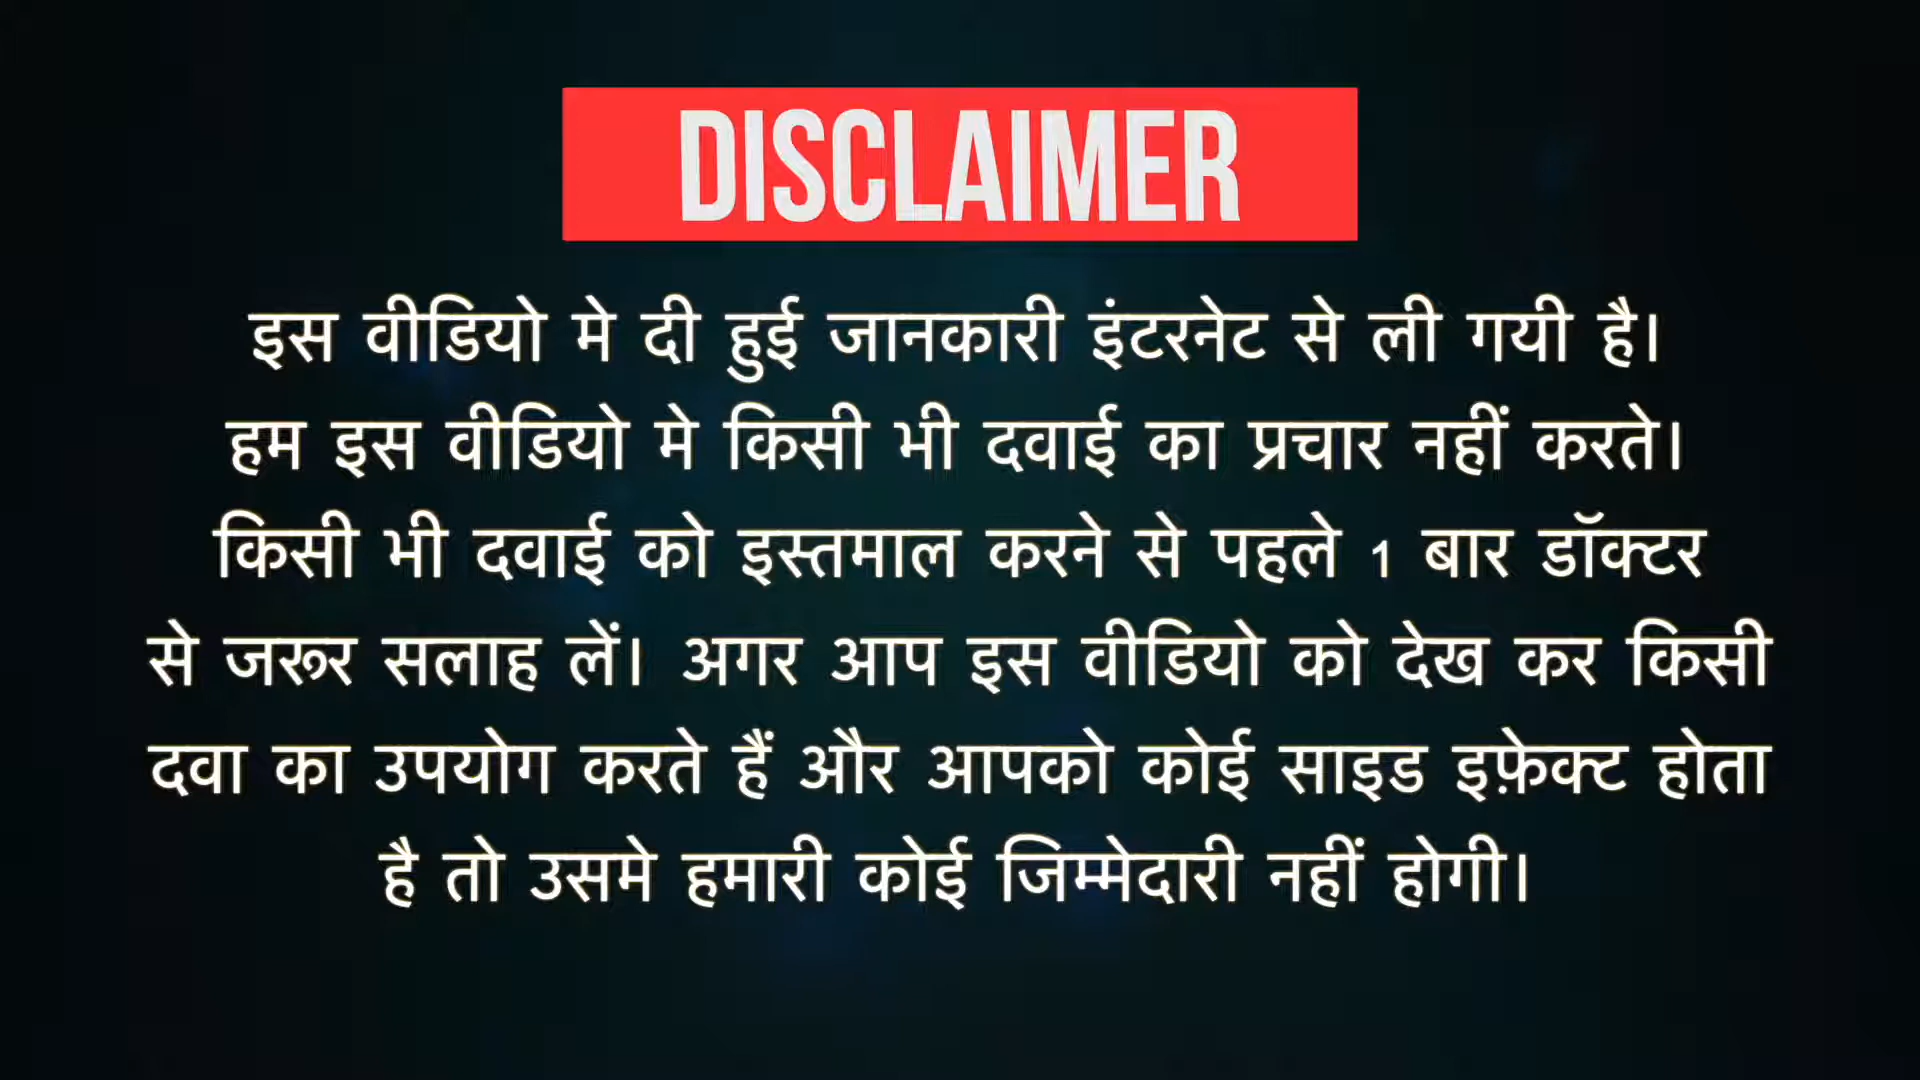 DISCLAIMER
इस वीडियो मे दी हुई जानकारी इंटरनेट से ली गयी है।
हम इस वीडियो मे किसी भी दवाई का प्रचार नहीं करते।
किसी भी दवाई को इस्तमाल करने से पहले 1 बार डॉक्टर
से जरूर सलाह लें। अगर आप इस वीडियो को देख कर किसी
दवा का उपयोग करते हैं और आपको कोई साइड इफ़ेक्ट होता
है तो उसमे हमारी कोई जिम्मेदारी नहीं होगी।